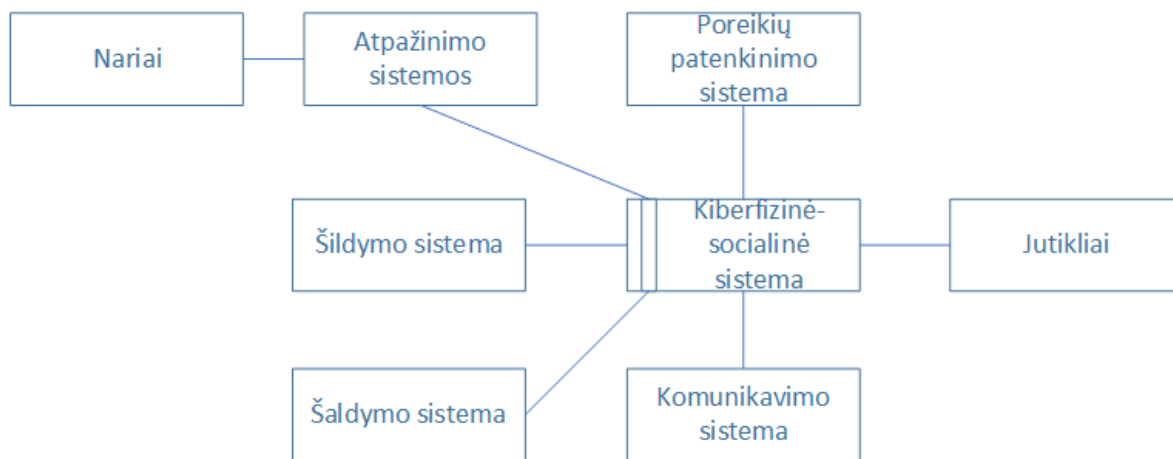 Nariai
Atpažinimo
sistemos
Poreikių
patenkinimo
sistema
Šildymo sistema
Kiberfizinė-
socialinė
sistema
Jutikliai
Šaldymo sistema
Komunikavimo
sistema